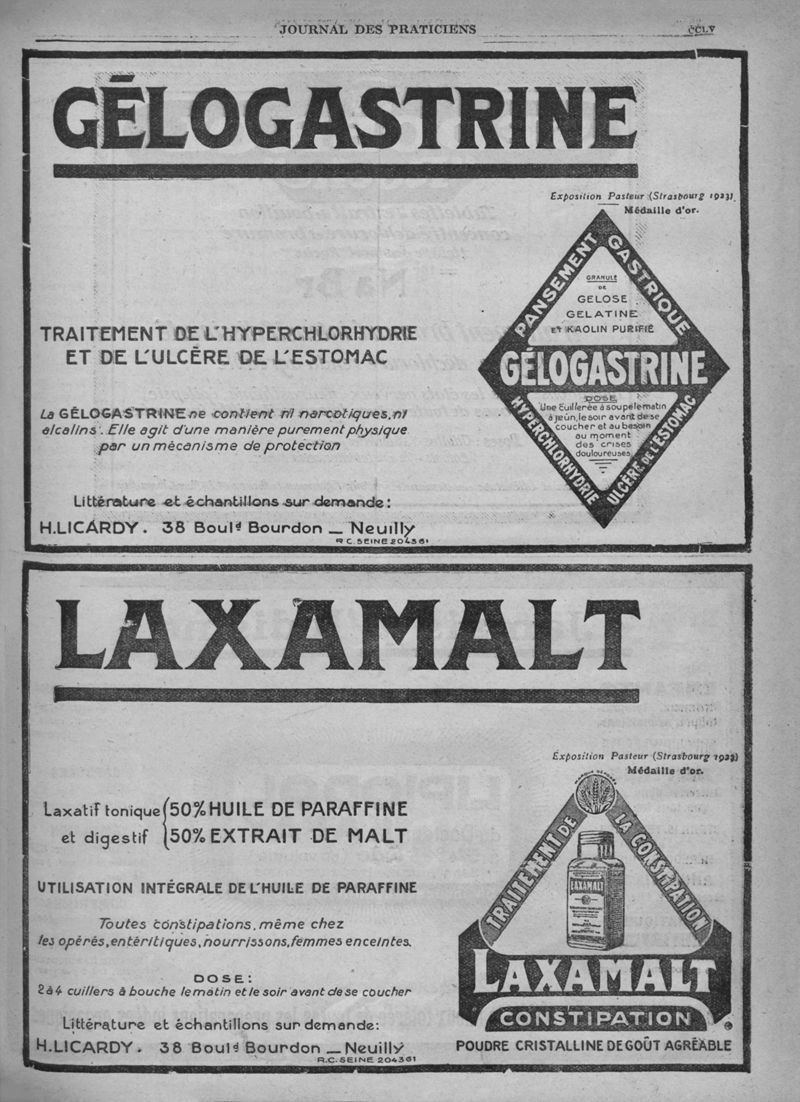 JOURNAL DES PRATICIENS CCLV
GÉLOGASTRINE
Exposition Pasteur (Strasbourg 1923)
Médaille d'or.
PANSEMENT GASTRIQUE
GRANULÉ
DE
GELOSE
GELATINE
ET KAOLIN PURIFIÉ
GÉLOGASTRINE
DOSE
Une cuillerée à soupe le matin
à jeun, le soir avant de se
coucher et au besoin
au moment
des crises
douloureuses
HYPERCHLORHYDRIE ULCÈRE DE L'ESTOMAC
TRAITEMENT DE L'HYPERCHLORHYDRIE
ET DE L'ULCÈRE DE L'ESTOMAC
La GÉLOGASTRINE ne contient ni narcotiques, ni
alcalins. Elle agit d'une manière purement physique
par un mécanisme de protection
Littérature et échantillons sur demande:
H. LICARDY. 38 Boulᵈ Bourdon _ Neuilly
R.C. SEINE 204361
LAXAMALT
Exposition Pasteur (Strasbourg 1923)
Médaille d'or.
Laxatif tonique { 50% HUILE DE PARAFFINE
et digestif { 50% EXTRAIT DE MALT
UTILISATION INTÉGRALE DE L'HUILE DE PARAFFINE
Toutes constipations, même chez
les opérés, entéritiques, nourrissons, femmes enceintes.
DOSE:
2 à 4 cuillers à bouche le matin et le soir avant de se coucher
Littérature et échantillons sur demande:
H. LICARDY. 38 Boulᵈ Bourdon _ Neuilly
R.C. SEINE 204361
TRAITEMENT DE LA CONSTIPATION
LAXAMALT
LAXAMALT
CONSTIPATION
POUDRE CRISTALLINE DE GOÛT AGRÉABLE